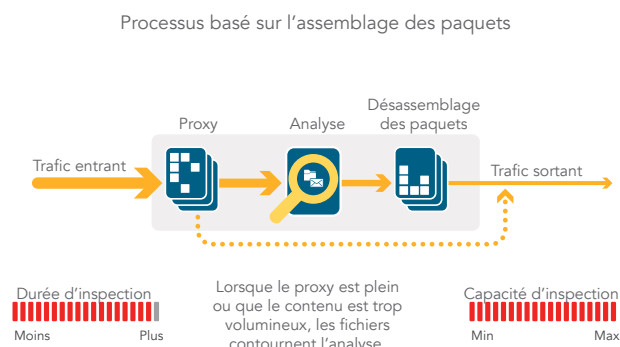 Processus basé sur l'assemblage des paquets
Proxy
Analyse
Désassemblage
des paquets
Trafic entrant
Trafic sortant
Durée d'inspection
Moins
Plus
Lorsque le proxy est plein
ou que le contenu est trop
volumineux, les fichiers
contournent l'analyse
Capacité d'inspection
Min
Max